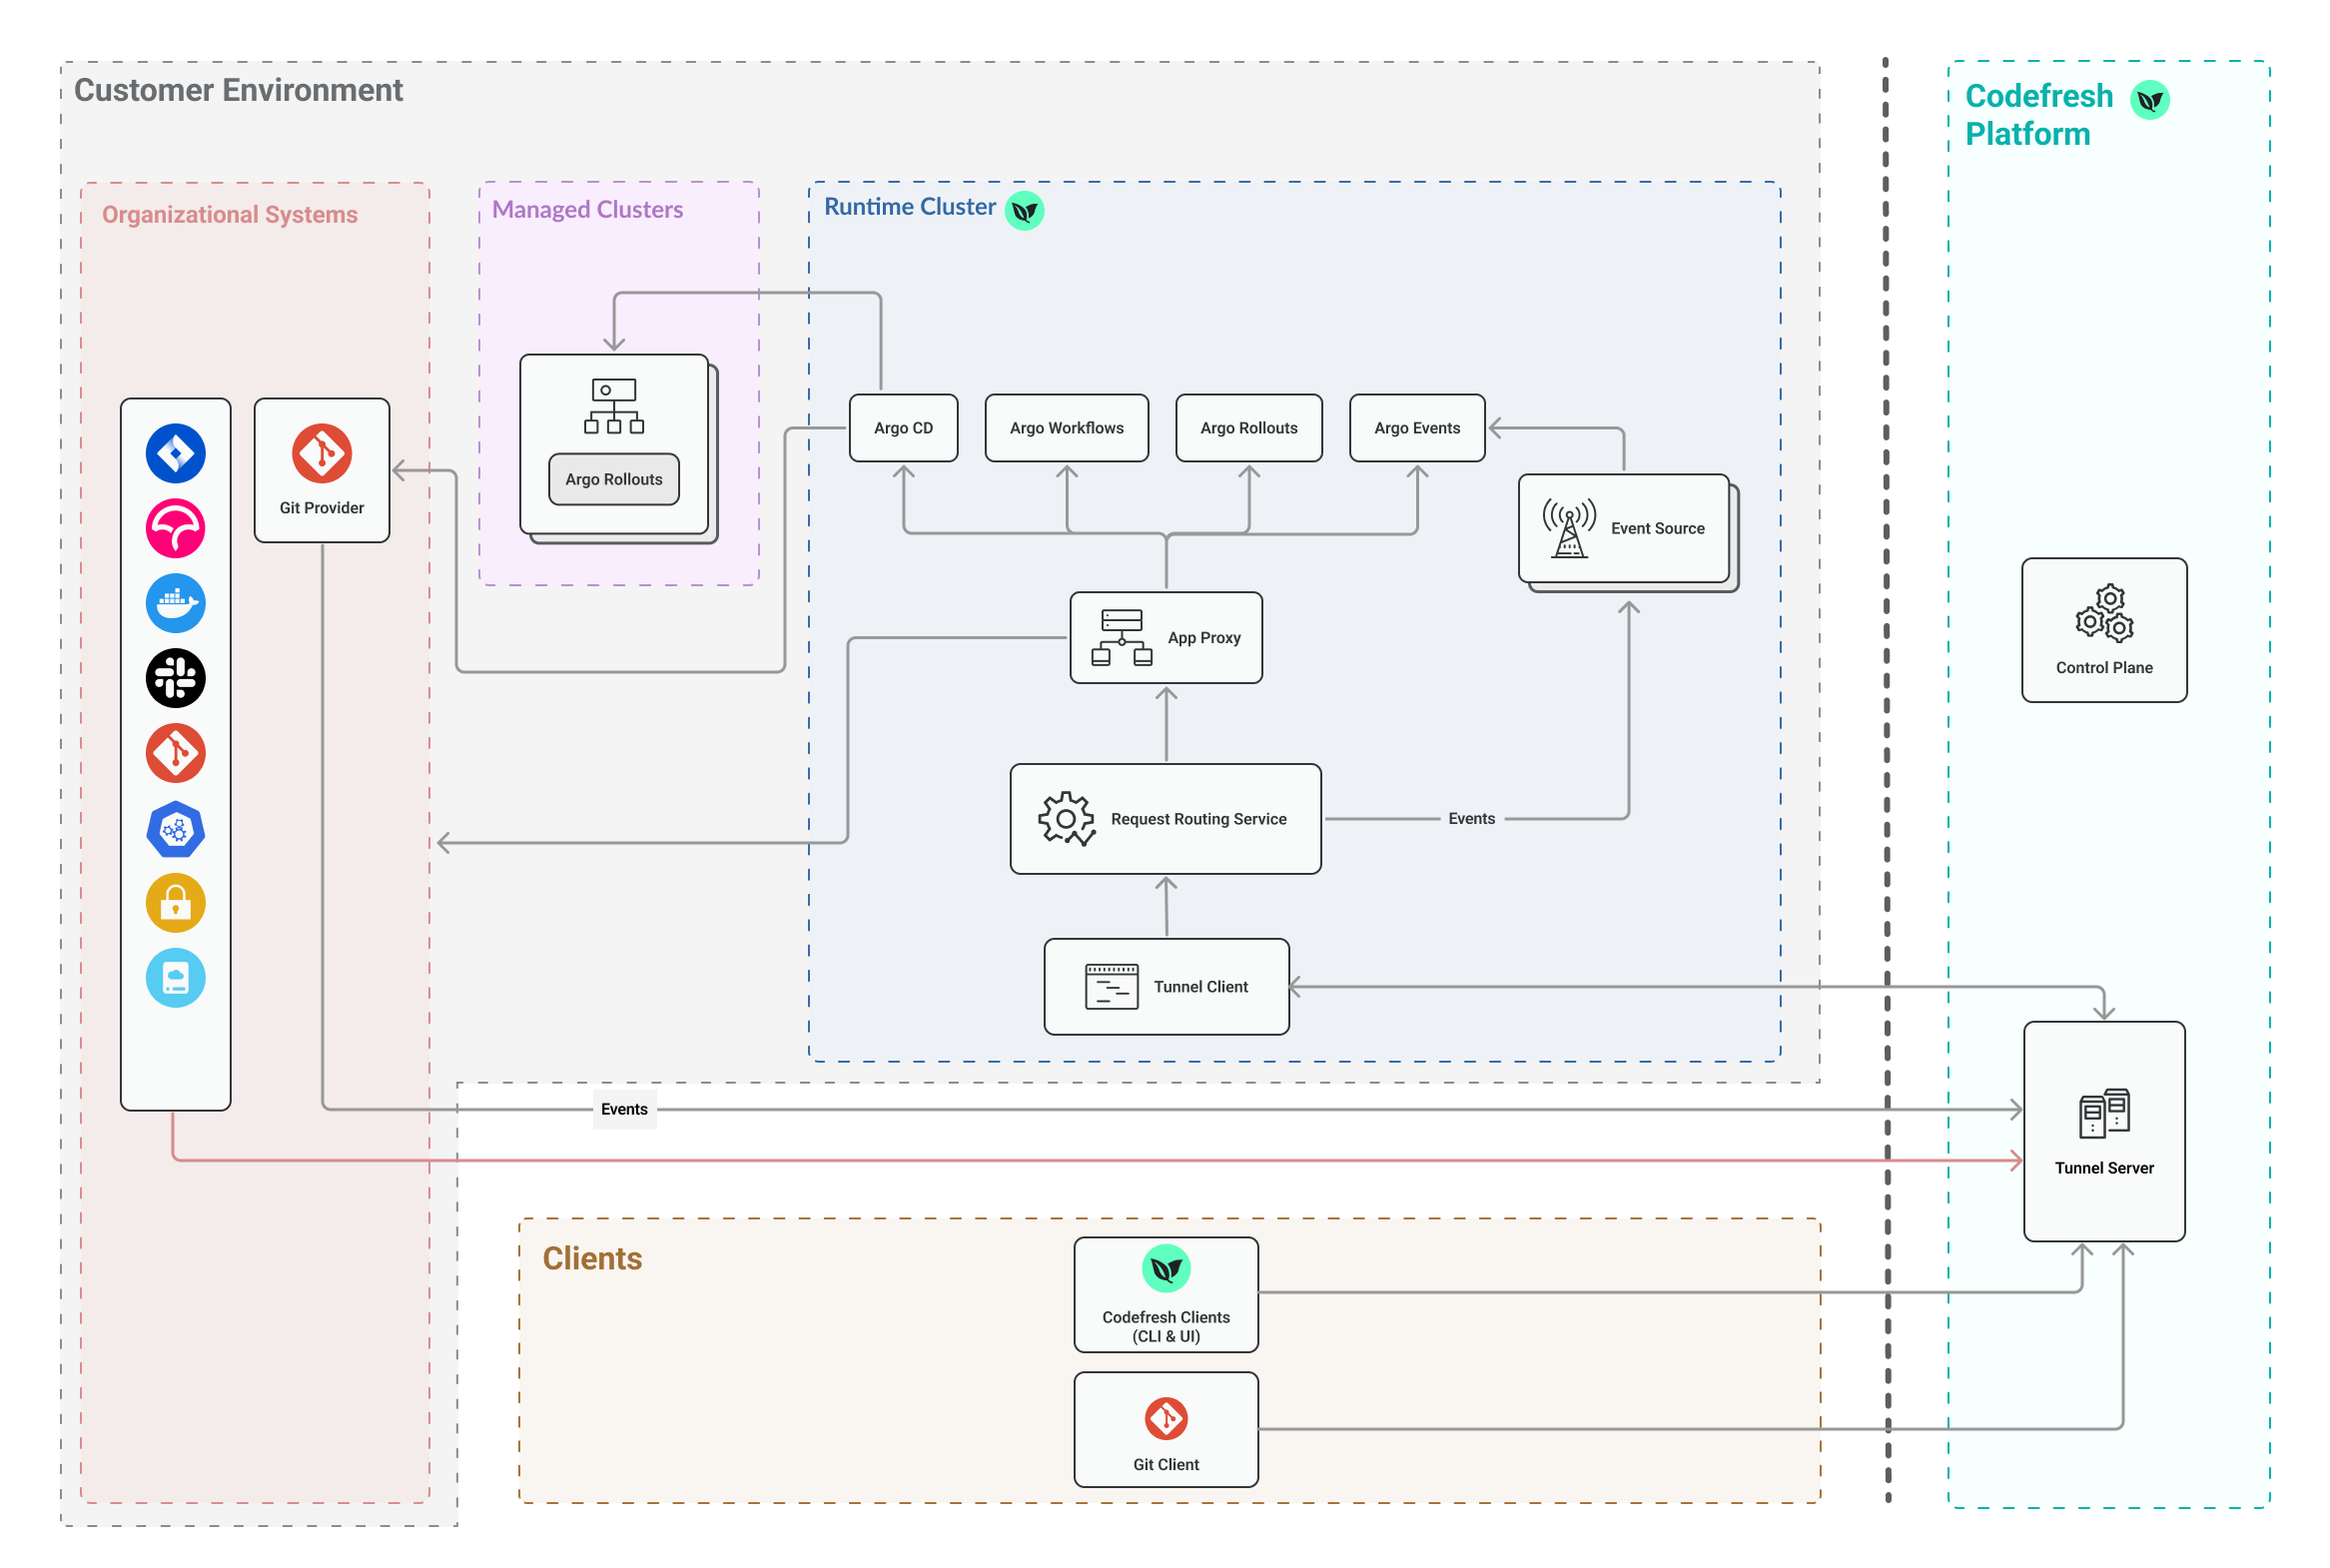 Customer Environment
Codefresh
Platform
Organizational Systems
Managed Clusters
Runtime Cluster
Git Provider
Argo Rollouts
Argo CD
Argo Workflows
Argo Rollouts
Argo Events
Event Source
App Proxy
Control Plane
Request Routing Service
Events
Tunnel Client
Events
Tunnel Server
Clients
Codefresh Clients
(CLI & UI)
Git Client